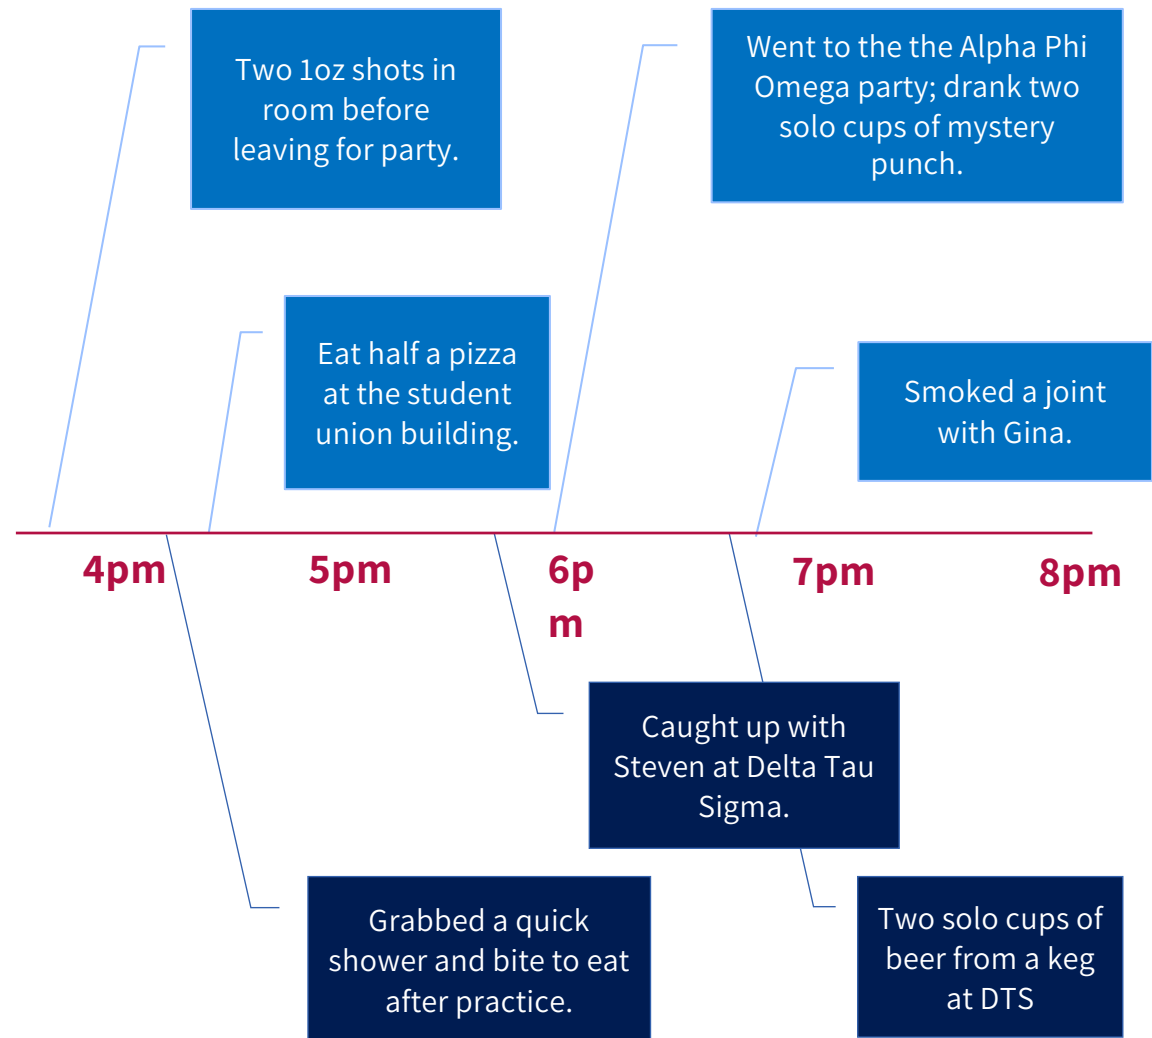 Two 1oz shots in
room before
leaving for party.
Went to the the Alpha Phi
Omega party; drank two
solo cups of mystery
punch.
Eat half a pizza
at the student
union building.
Smoked a joint
with Gina.
4pm
5pm
6p
m
7pm
8pm
Caught up with
Steven at Delta Tau
Sigma.
Grabbed a quick
shower and bite to eat
after practice.
Two solo cups of
beer from a keg
at DTS